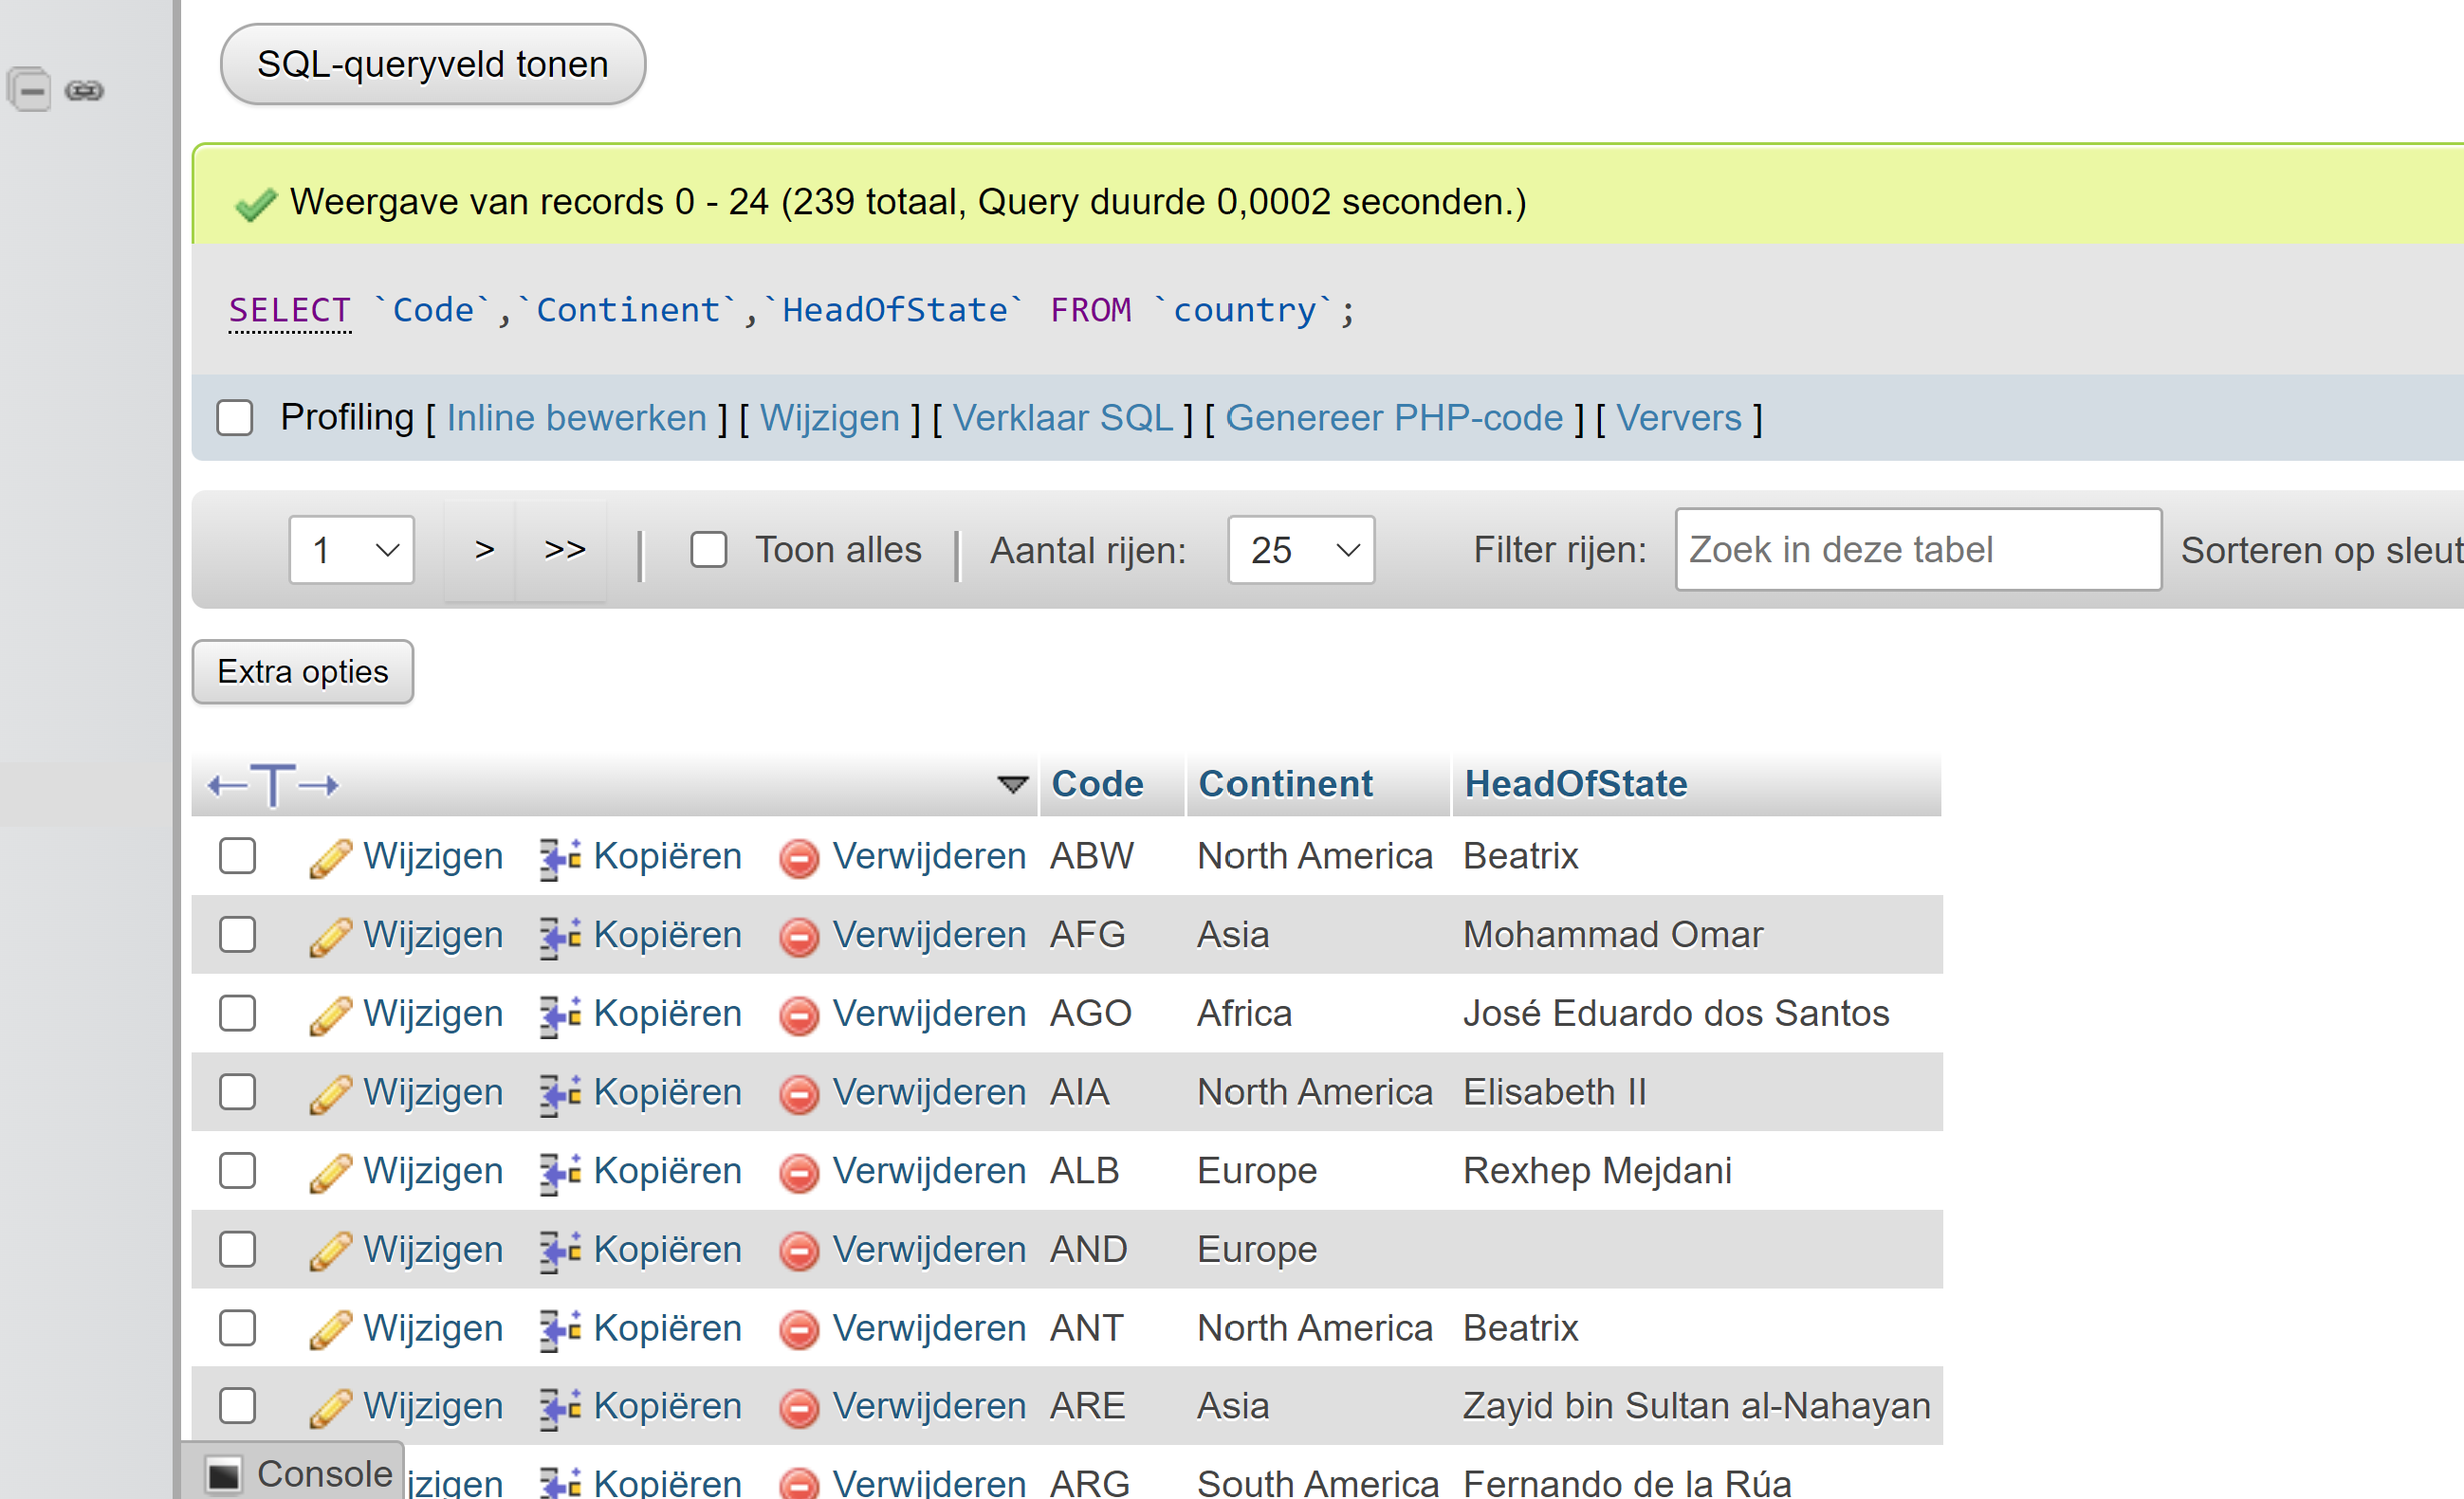 SQL-queryveld tonen
Weergave van records 0 - 24 (239 totaal, Query duurde 0,0002 seconden.)
SELECT `Code`,`Continent`,`HeadOfState` FROM `country`;
Profiling [ Inline bewerken ] [ Wijzigen ] [ Verklaar SQL ] [ Genereer PHP-code ] [ Ververs ]
1 > >> | Toon alles | Aantal rijen: 25 Filter rijen: Zoek in deze tabel Sorteren op sleut
Extra opties
←T→ Code Continent HeadOfState
Wijzigen Kopiëren Verwijderen ABW North America Beatrix
Wijzigen Kopiëren Verwijderen AFG Asia Mohammad Omar
Wijzigen Kopiëren Verwijderen AGO Africa José Eduardo dos Santos
Wijzigen Kopiëren Verwijderen AIA North America Elisabeth II
Wijzigen Kopiëren Verwijderen ALB Europe Rexhep Mejdani
Wijzigen Kopiëren Verwijderen AND Europe
Wijzigen Kopiëren Verwijderen ANT North America Beatrix
Wijzigen Kopiëren Verwijderen ARE Asia Zayid bin Sultan al-Nahayan
Console jzigen Kopiëren Verwijderen ARG South America Fernando de la Rúa